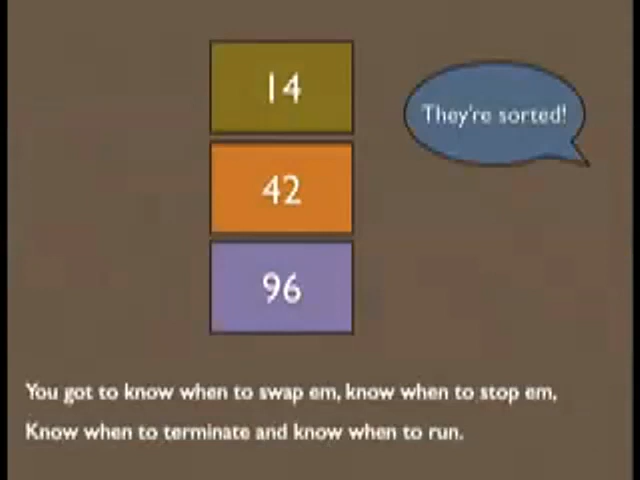 14
They're sorted!
42
96
You got to know when to swap em, know when to stop em,
Know when to terminate and know when to run.